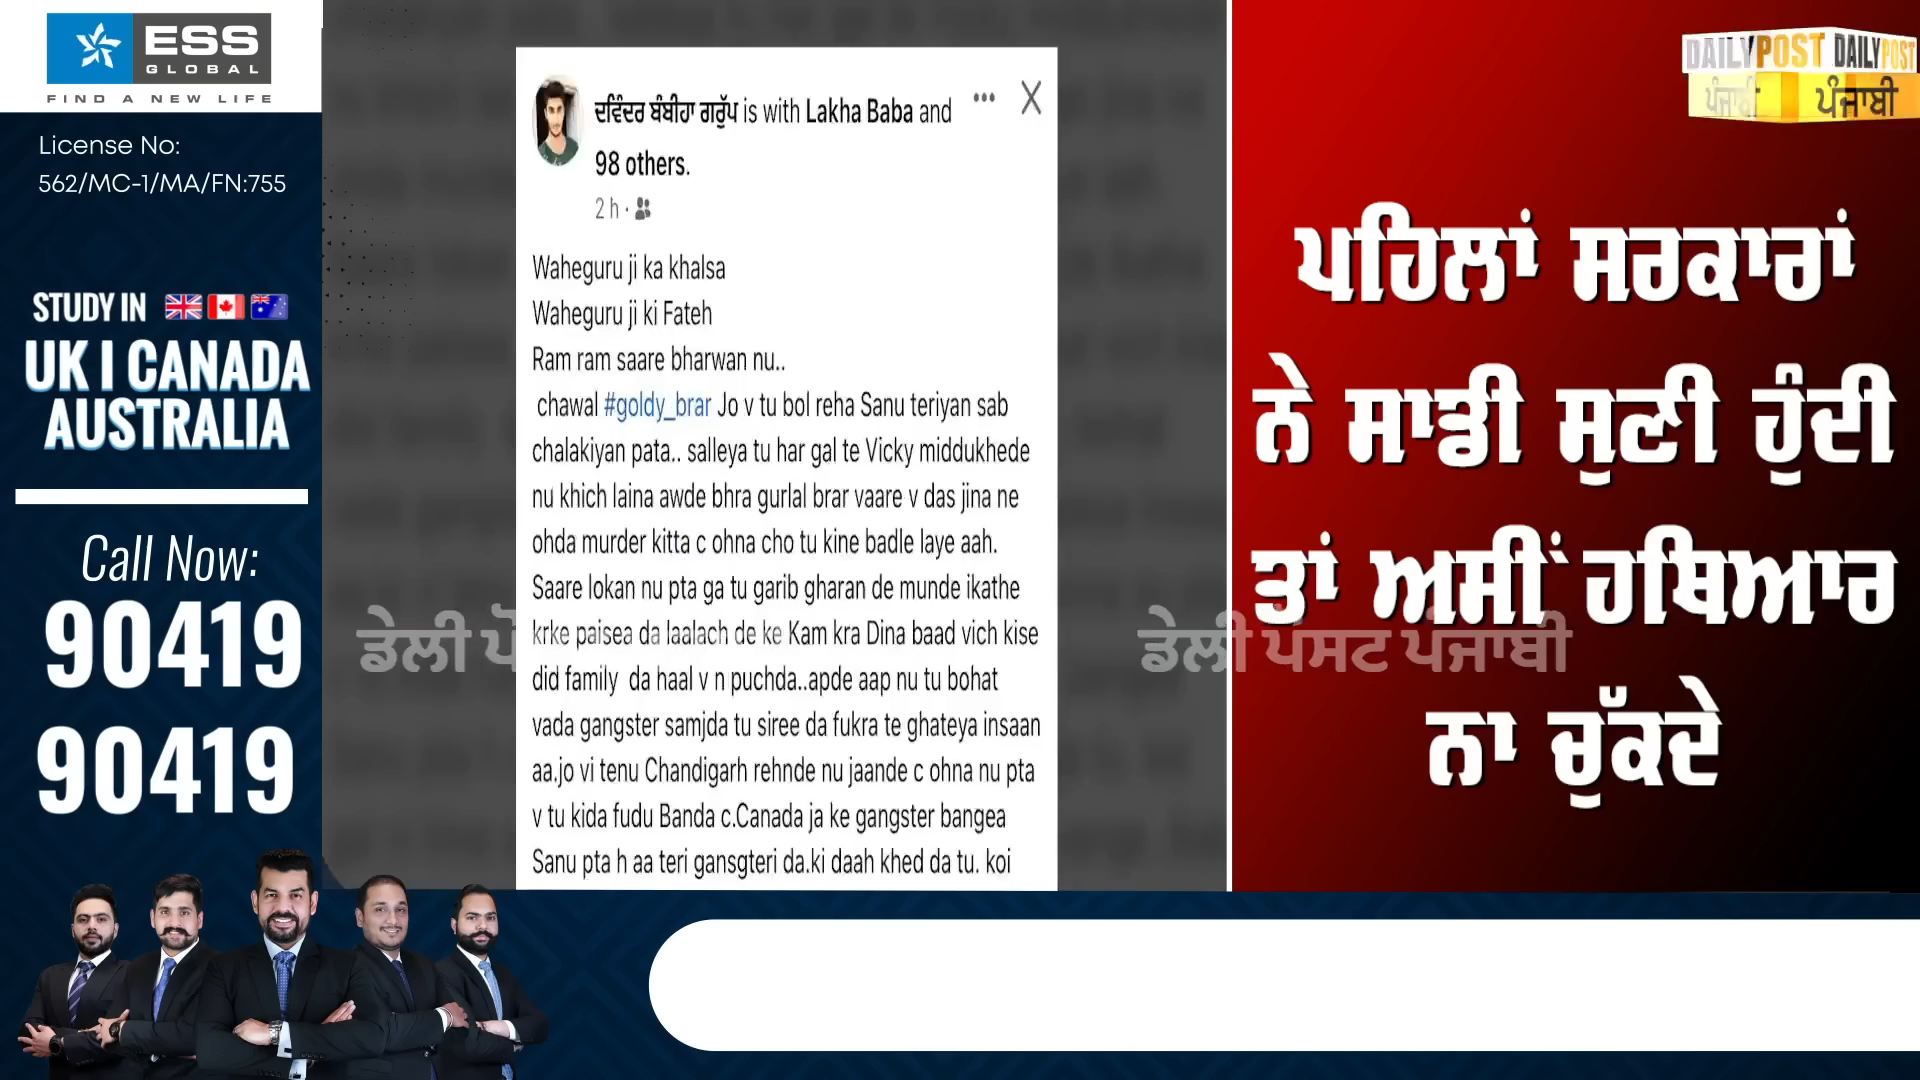 ESS
GLOBAL
FIND A NEW LIFE
License No:
562/MC-1/MA/FN:755
STUDY IN
UK I CANADA
AUSTRALIA
Call Now:
90419
90419
ਦਵਿੰਦਰ ਬੰਬੀਹਾ ਗਰੁੱਪ is with Lakha Baba and
98 others.
2 h ·
Waheguru ji ka khalsa
Waheguru ji ki Fateh
Ram ram saare bharwan nu..
chawal #goldy_brar Jo v tu bol reha Sanu teriyan sab
chalakiyan pata.. salleya tu har gal te Vicky middukhede
nu khich laina awde bhra gurlal brar vaare v das jina ne
ohda murder kitta c ohna cho tu kine badle laye aah.
Saare lokan nu pta ga tu garib gharan de munde ikathe
krke paisea da laalach de ke Kam kra Dina baad vich kise
did family da haal v n puchda..apde aap nu tu bohat
vada gangster samjda tu siree da fukra te ghateya insaan
aa.jo vi tenu Chandigarh rehnde nu jaande c ohna nu pta
v tu kida fudu Banda c.Canada ja ke gangster bangea
Sanu pta h aa teri gansgteri da.ki daah khed da tu. koi
DAILYPOST DAILYPOST
ਪੰਜਾਬੀ ਪੰਜਾਬੀ
ਪਹਿਲਾਂ ਸਰਕਾਰਾਂ
ਨੇ ਸਾਡੀ ਸੁਣੀ ਹੁੰਦੀ
ਤਾਂ ਅਸੀਂ ਹਥਿਆਰ
ਨਾ ਚੁੱਕਦੇ
ਡੇਲੀ ਪੋ
ਡੇਲੀ ਪੋਸਟ ਪੰਜਾਬੀ